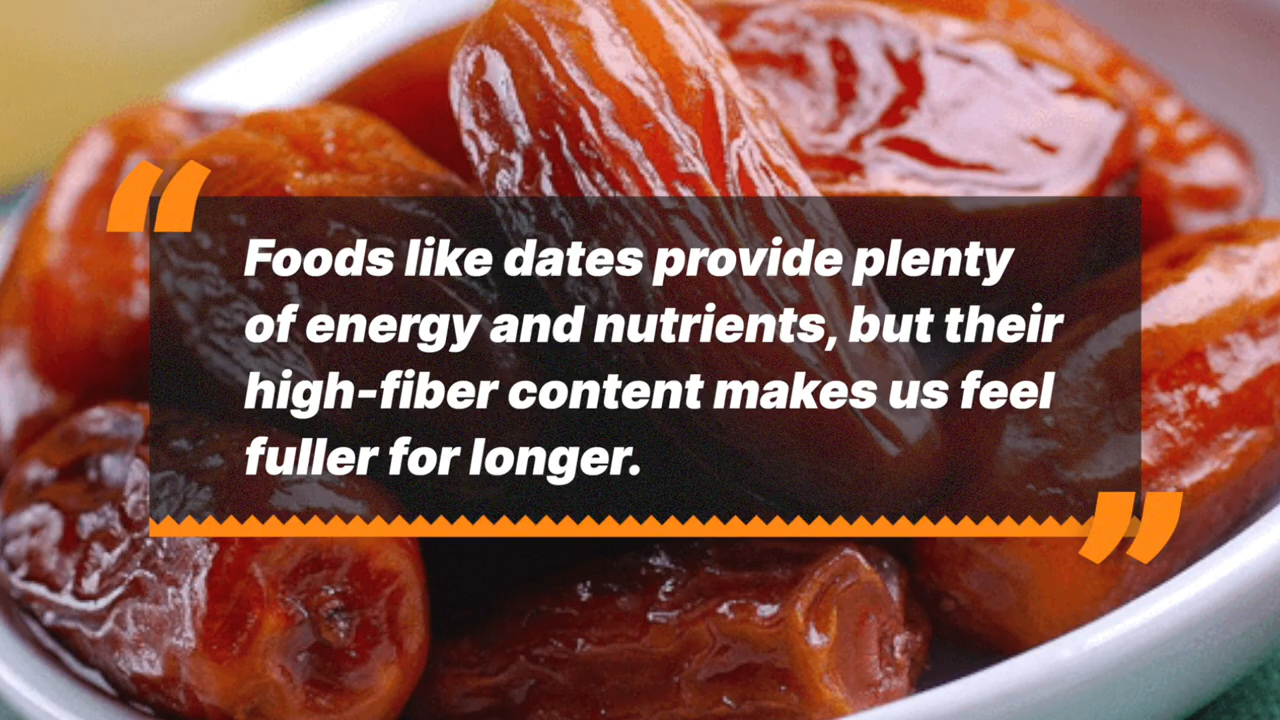 Foods like dates provide plenty
of energy and nutrients, but their
high-fiber content makes us feel
fuller for longer.